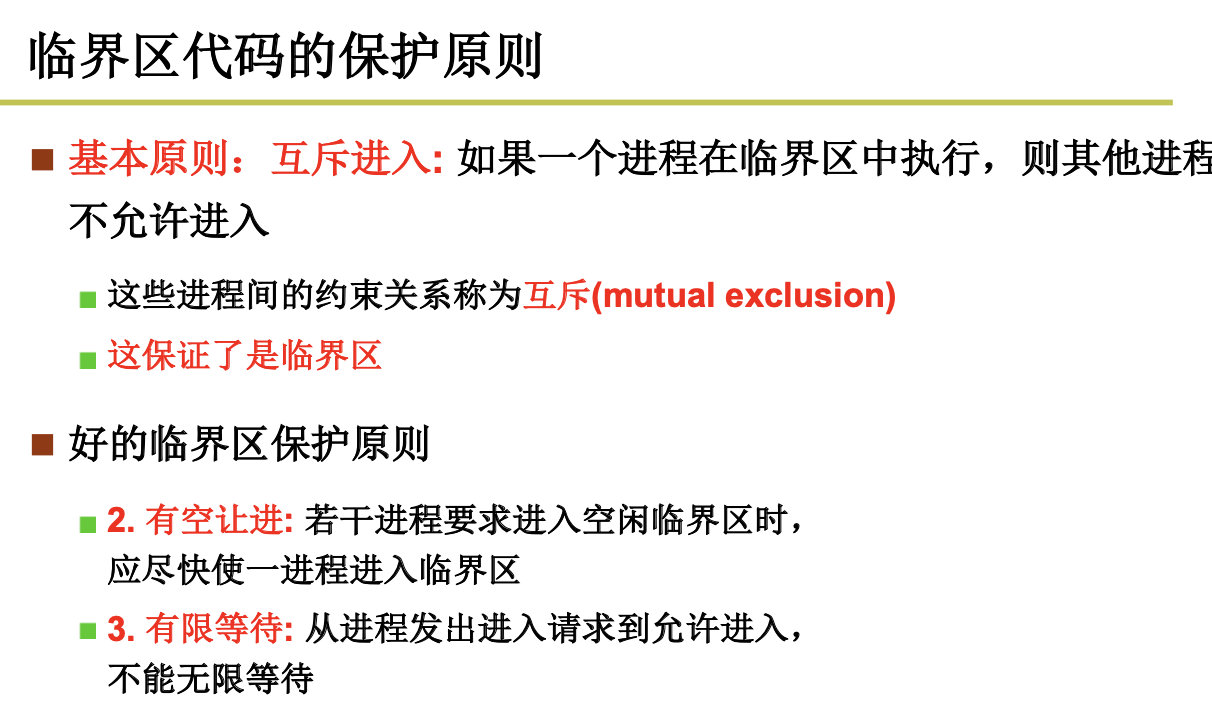 临界区代码的保护原则
基本原则：互斥进入: 如果一个进程在临界区中执行，则其他进程
不允许进入
这些进程间的约束关系称为互斥(mutual exclusion)
这保证了是临界区
好的临界区保护原则
2. 有空让进: 若干进程要求进入空闲临界区时，
应尽快使一进程进入临界区
3. 有限等待: 从进程发出进入请求到允许进入，
不能无限等待